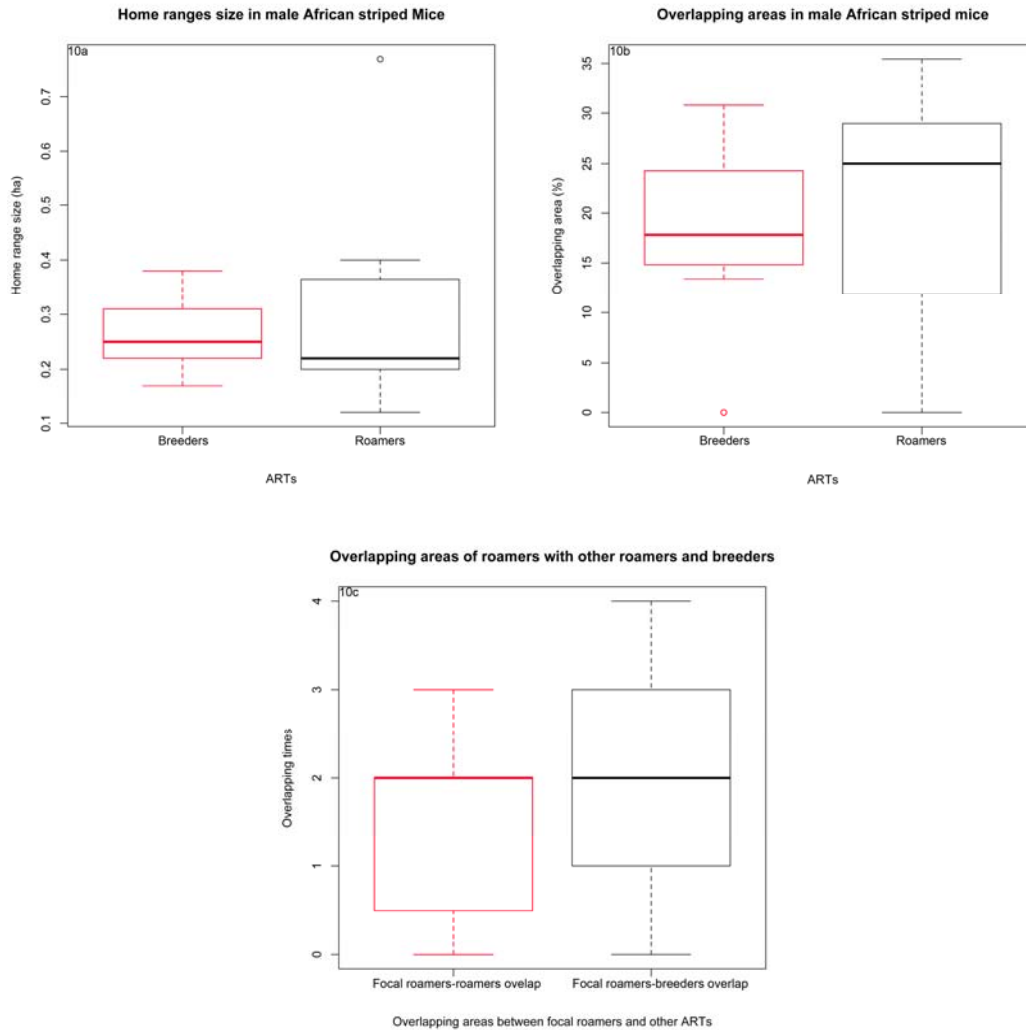 Home ranges size in male African striped Mice
10a
Home range size (ha)
0.7
0.6
0.5
0.4
0.3
0.2
0.1
Breeders
Roamers
ARTs
Overlapping areas in male African striped mice
10b
Overlapping area (%)
35
30
25
20
15
10
5
0
Breeders
Roamers
ARTs
Overlapping areas of roamers with other roamers and breeders
10c
Overlapping times
4
3
2
1
0
Focal roamers-roamers ovelap
Focal roamers-breeders overlap
Overlapping areas between focal roamers and other ARTs